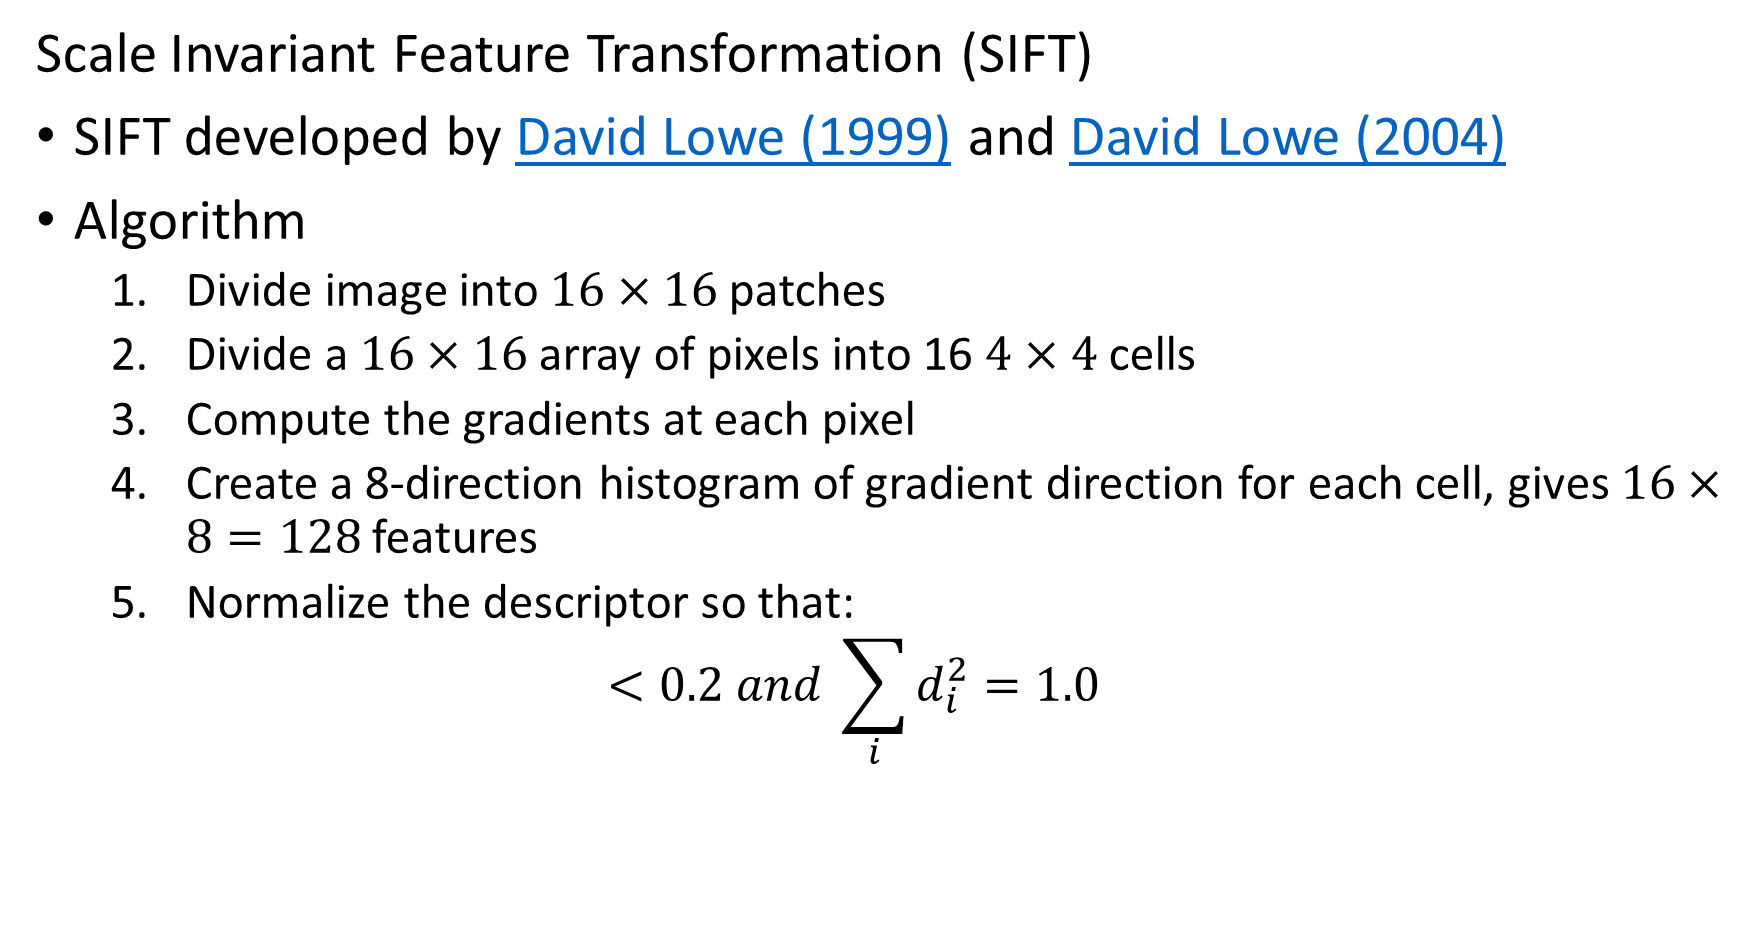 Scale Invariant Feature Transformation (SIFT)
• SIFT developed by David Lowe (1999) and David Lowe (2004)
• Algorithm
1. Divide image into 16 × 16 patches
2. Divide a 16 × 16 array of pixels into 16 4 × 4 cells
3. Compute the gradients at each pixel
4. Create a 8-direction histogram of gradient direction for each cell, gives 16 ×
8 = 128 features
5. Normalize the descriptor so that:
< 0.2 and ∑_i d_i^2 = 1.0